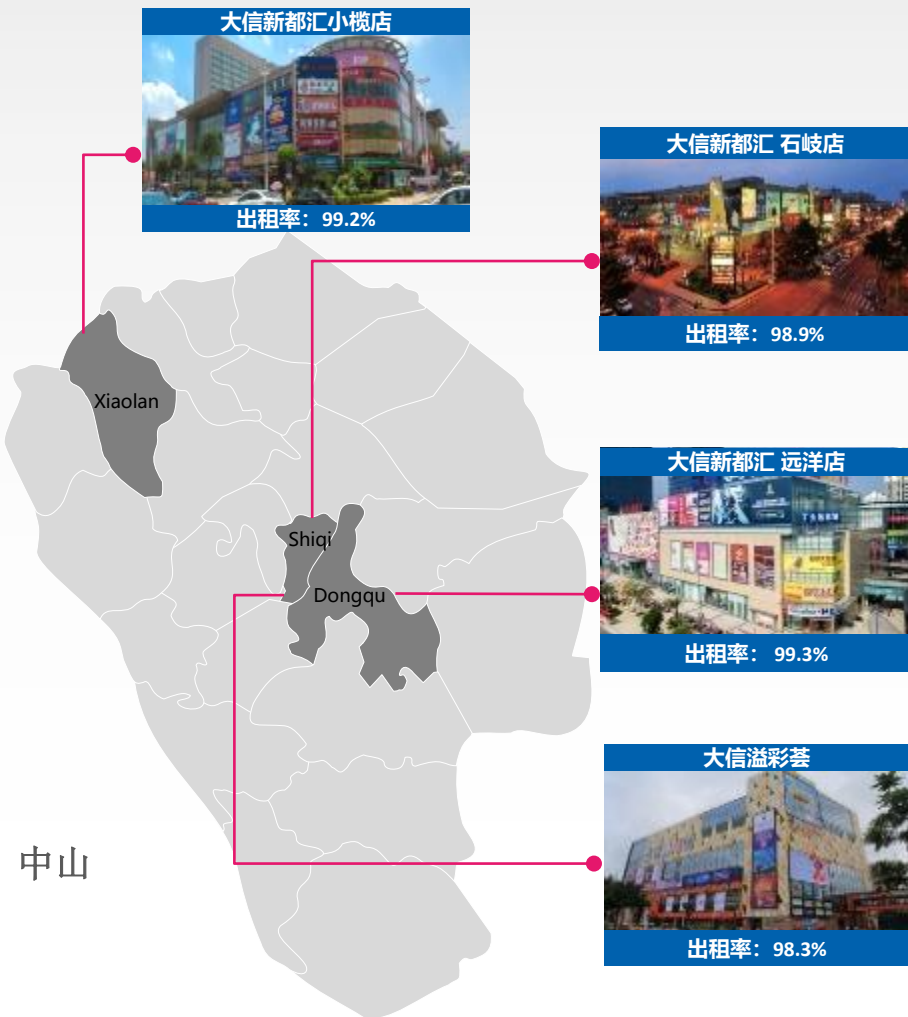 大信新都汇小榄店
出租率：99.2%
大信新都汇 石岐店
出租率：98.9%
Xiaolan
大信新都汇 远洋店
Shiqi
Dongqu
出租率： 99.3%
大信溢彩荟
中山
出租率：98.3%